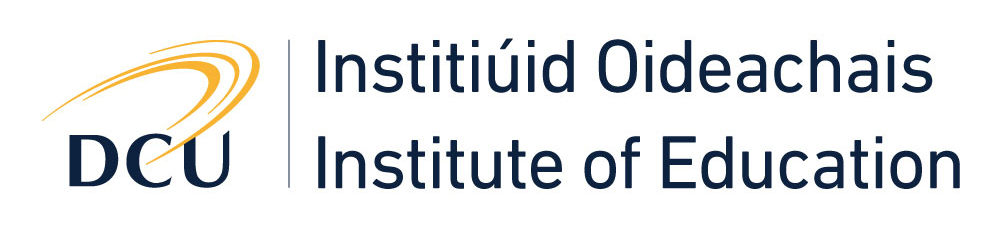 DCU
Institiúid Oideachais
Institute of Education